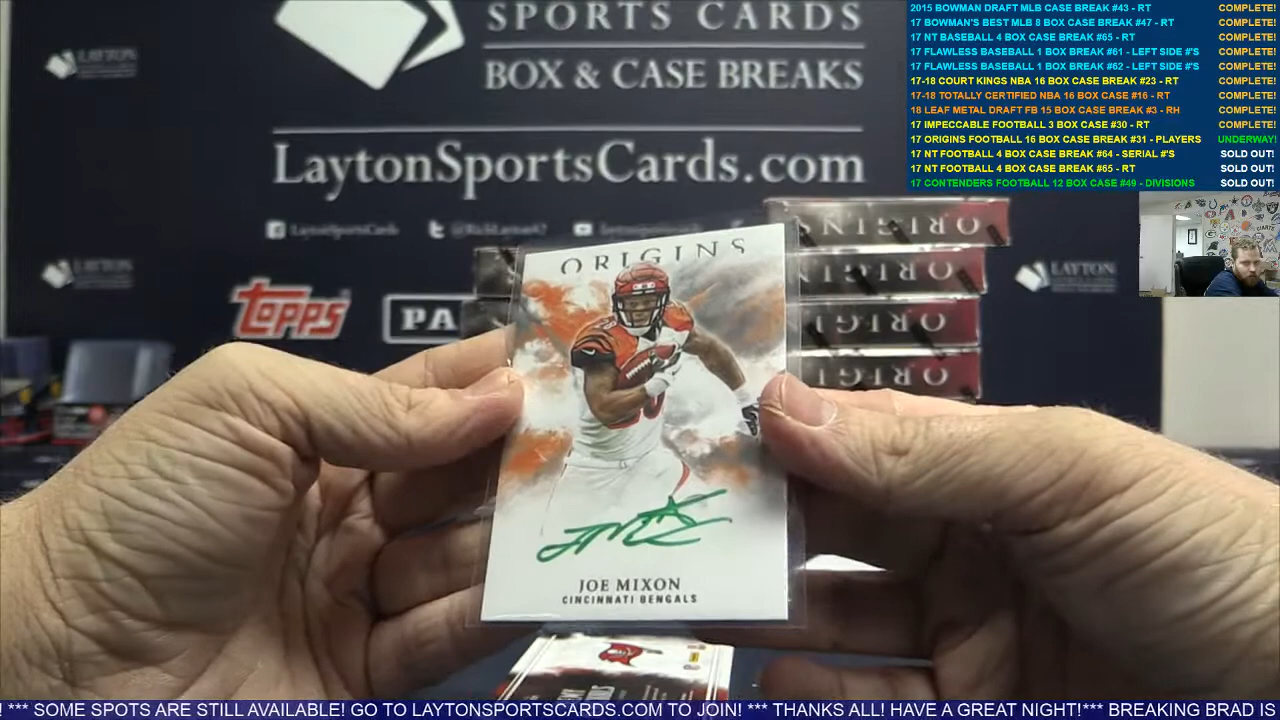 SPORTS CARDS
BOX & CASE BREAKS
LaytonSportsCards.com
LaytonSportsCards
@RichLayton47
LAYTON
LAYTON
LAYTON
topps
PA
ORIGINS
ORIGINS
ORIGINS
ORIGINS
ORIGINS
JOE MIXON
CINCINNATI BENGALS
2015 BOWMAN DRAFT MLB CASE BREAK #43 - RT COMPLETE!
17 BOWMAN'S BEST MLB 8 BOX CASE BREAK #47 - RT COMPLETE!
17 NT BASEBALL 4 BOX CASE BREAK #65 - RT COMPLETE!
17 FLAWLESS BASEBALL 1 BOX BREAK #61 - LEFT SIDE #'S COMPLETE!
17 FLAWLESS BASEBALL 1 BOX BREAK #62 - LEFT SIDE #'S COMPLETE!
17-18 COURT KINGS NBA 16 BOX CASE BREAK #23 - RT COMPLETE!
17-18 TOTALLY CERTIFIED NBA 16 BOX CASE #16 - RT COMPLETE!
18 LEAF METAL DRAFT FB 15 BOX CASE BREAK #3 - RH COMPLETE!
17 IMPECCABLE FOOTBALL 3 BOX CASE #30 - RT COMPLETE!
17 ORIGINS FOOTBALL 16 BOX CASE BREAK #31 - PLAYERS UNDERWAY!
17 NT FOOTBALL 4 BOX CASE BREAK #64 - SERIAL #'S SOLD OUT!
17 NT FOOTBALL 4 BOX CASE BREAK #65 - RT SOLD OUT!
17 CONTENDERS FOOTBALL 12 BOX CASE #49 - DIVISIONS SOLD OUT!
! *** SOME SPOTS ARE STILL AVAILABLE! GO TO LAYTONSPORTSCARDS.COM TO JOIN! *** THANKS ALL! HAVE A GREAT NIGHT!*** BREAKING BRAD IS